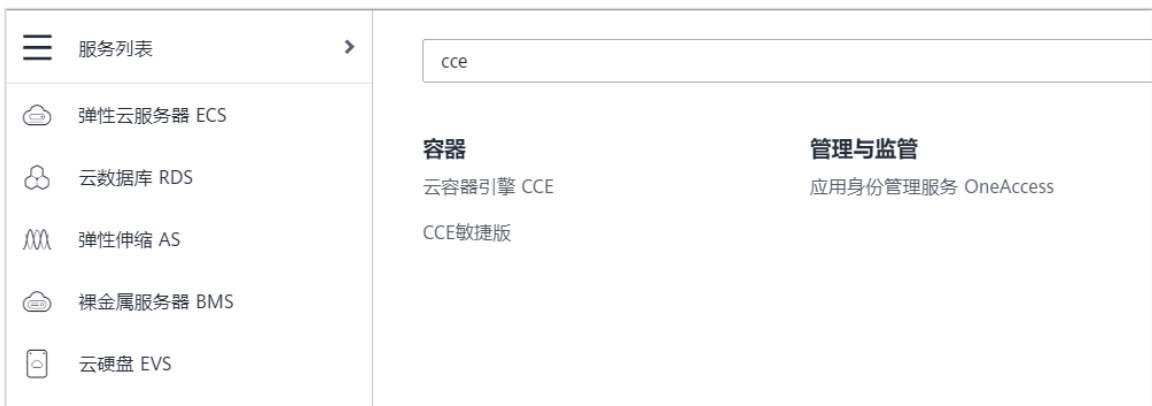 服务列表
弹性云服务器 ECS
云数据库 RDS
弹性伸缩 AS
裸金属服务器 BMS
云硬盘 EVS
cce
容器
云容器引擎 CCE
CCE敏捷版
管理与监管
应用身份管理服务 OneAccess